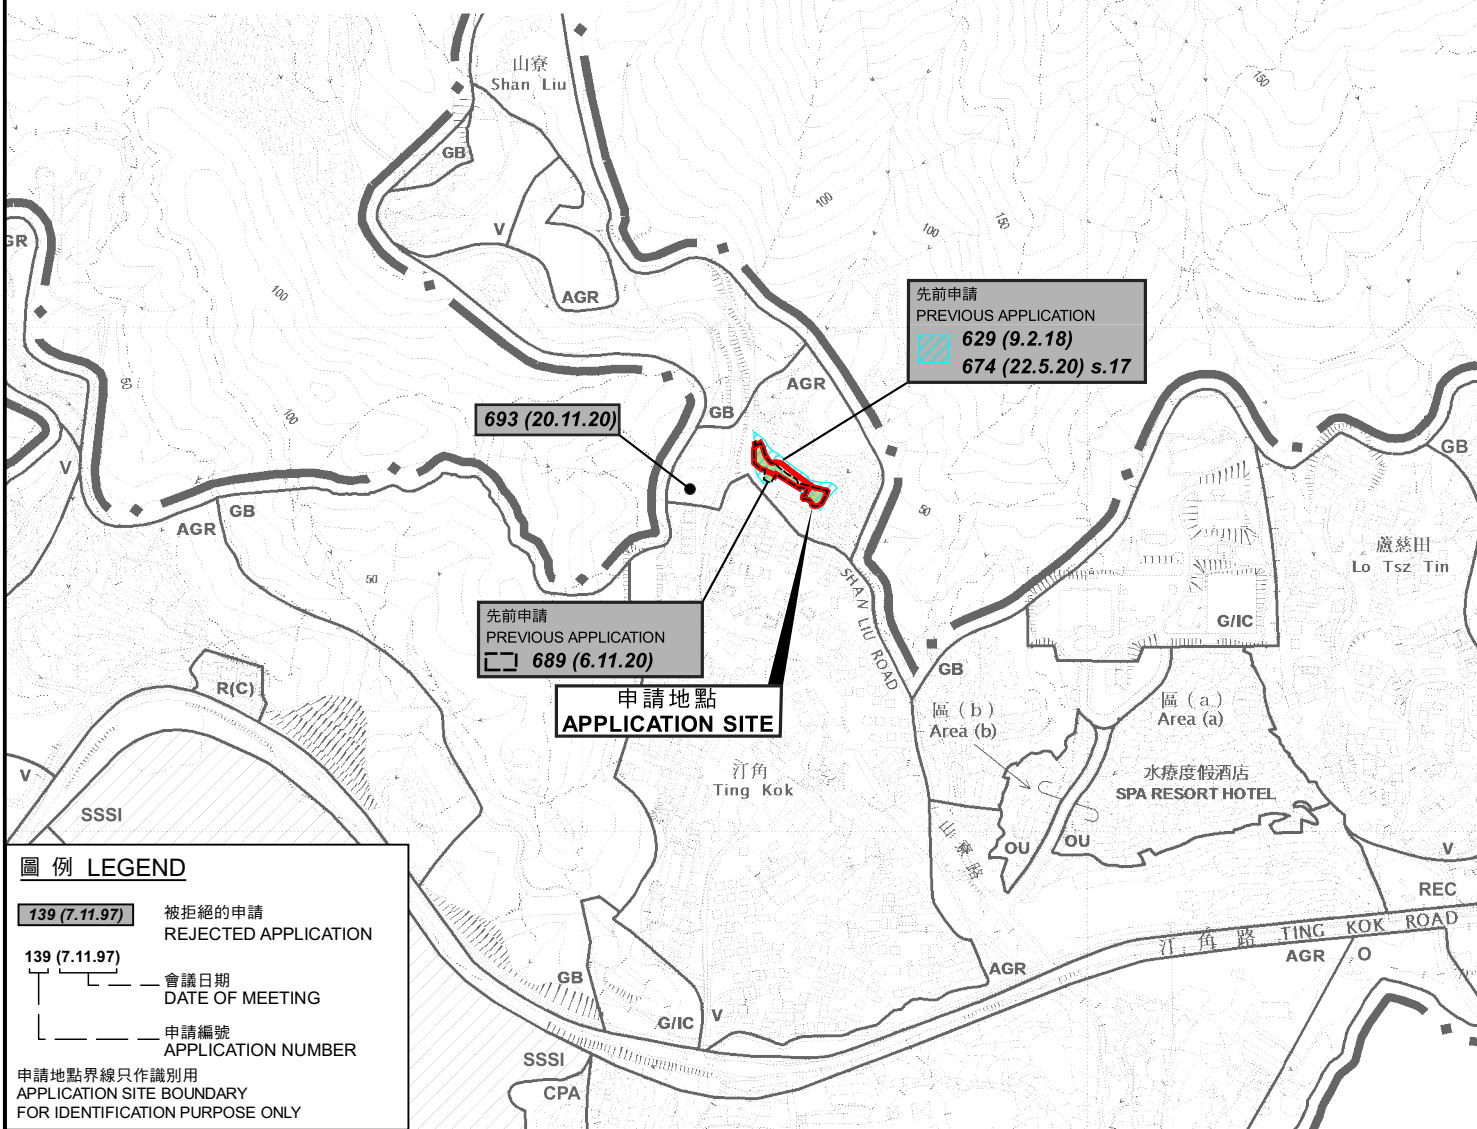 山寮
Shan Liu
150
GB
100
150
100
V
GR
100
AGR
先前申請
PREVIOUS APPLICATION
629 (9.2.18)
674 (22.5.20) s.17
50
AGR
100
GB
693 (20.11.20)
V
GB
AGR
GB
50
蘆慈田
Lo Tsz Tin
50
SHAN LIU ROAD
先前申請
PREVIOUS APPLICATION
689 (6.11.20)
G/IC
GB
R(C)
申請地點
APPLICATION SITE
區 (b)
Area (b)
區 (a)
Area (a)
汀角
Ting Kok
水療度假酒店
SPA RESORT HOTEL
V
SSSI
山寮路
OU
OU
V
REC
汀角路 TING KOK ROAD
AGR
O
AGR
GB
G/IC
V
SSSI
CPA
圖例 LEGEND
139 (7.11.97)
被拒絕的申請
REJECTED APPLICATION
139 (7.11.97)
會議日期
DATE OF MEETING
申請編號
APPLICATION NUMBER
申請地點界線只作識別用
APPLICATION SITE BOUNDARY
FOR IDENTIFICATION PURPOSE ONLY